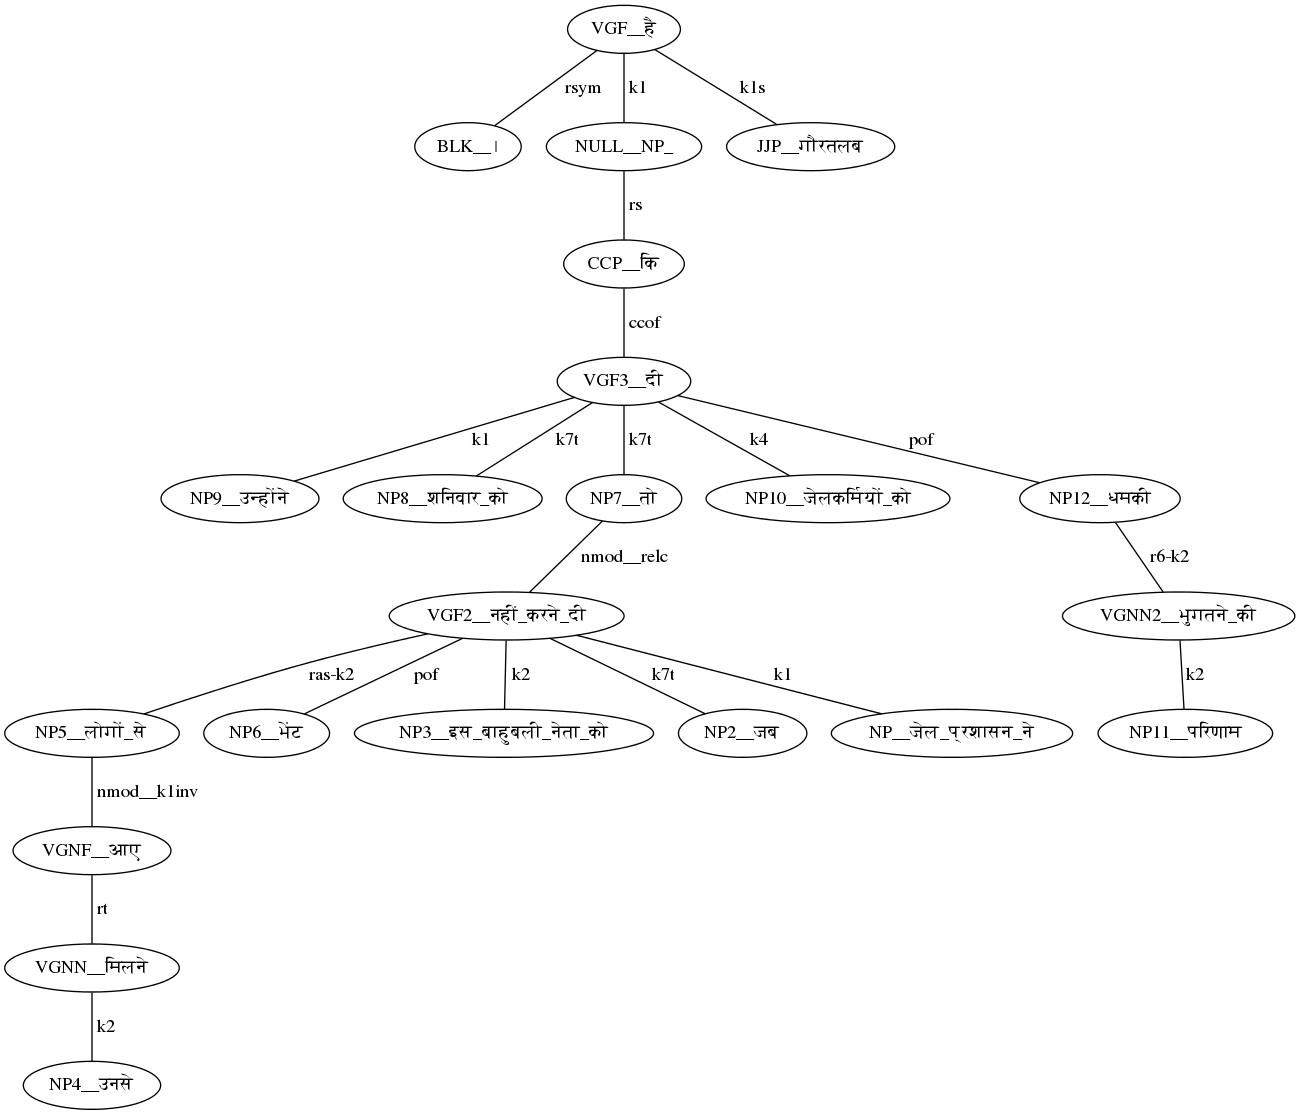 VGF__है
rsym k1 k1s
BLK__। NULL__NP_ JJP__गौरतलब
rs
CCP__कि
ccof
VGF3__दी
k1 k7t k7t k4 pof
NP9__उन्होंने NP8__शनिवार_को NP7__तो NP10__जेलकर्मियों_को NP12__धमकी
nmod__relc r6-k2
VGF2__नहीं_करने_दी VGNN2__भुगतने_की
ras-k2 pof k2 k7t k1 k2
NP5__लोगों_से NP6__भेंट NP3__इस_बाहुबली_नेता_को NP2__जब NP__जेल_प्रशासन_ने NP11__परिणाम
nmod__k1inv
VGNF__आए
rt
VGNN__मिलने
k2
NP4__उनसे